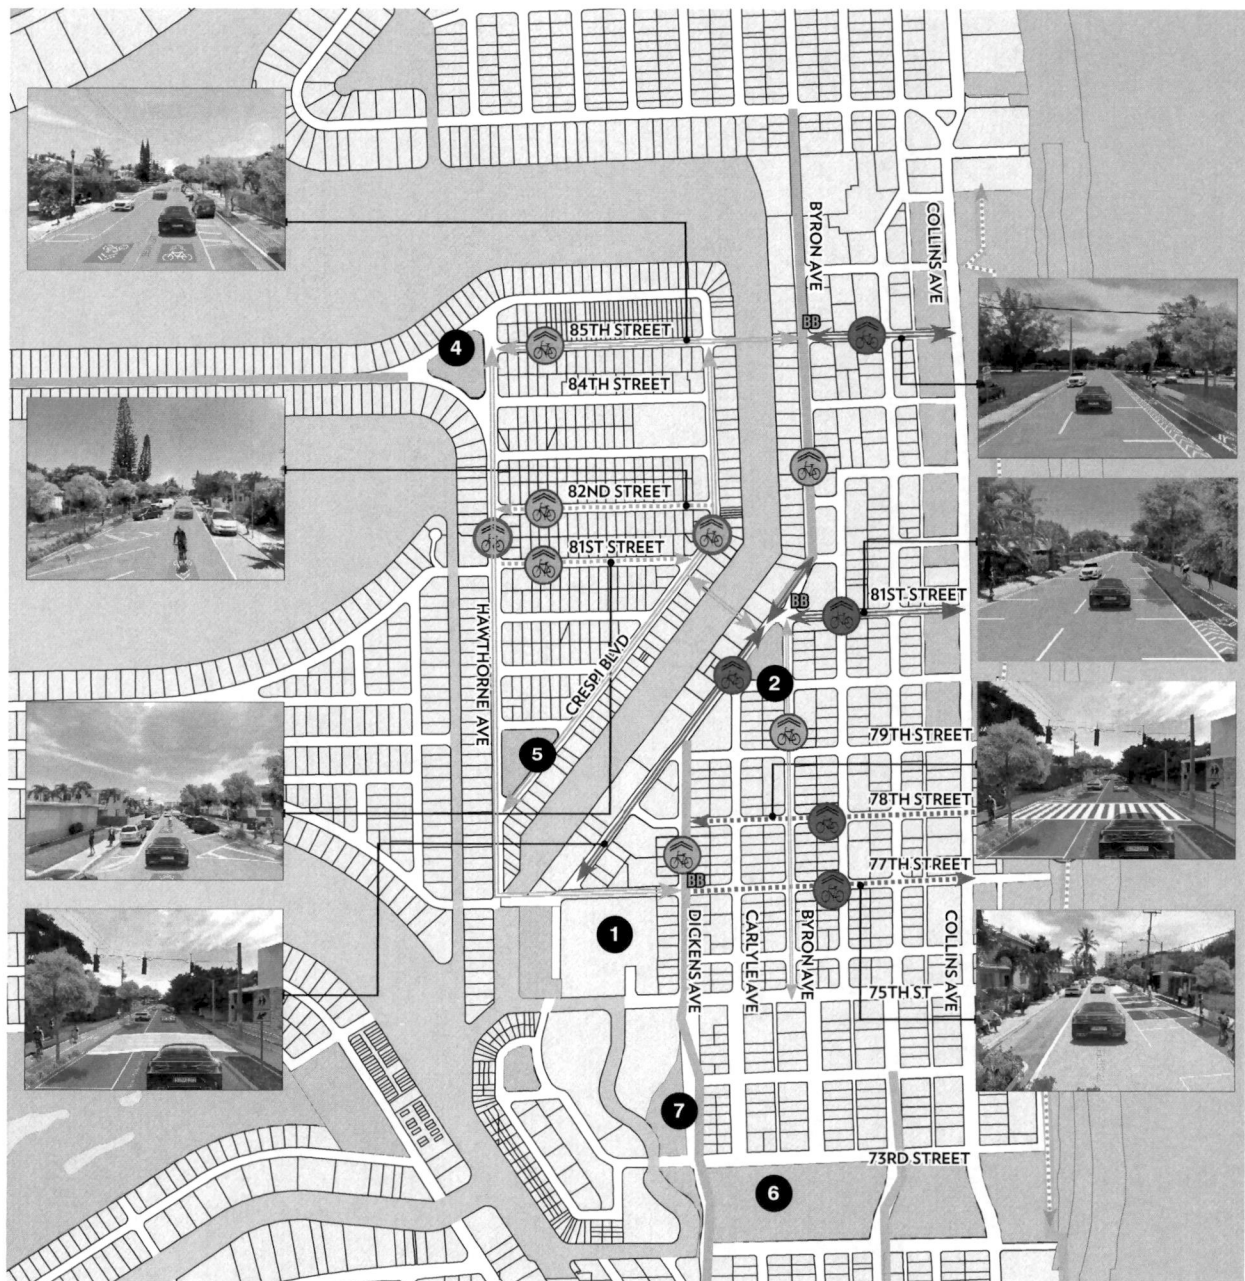 BYRON AVE
COLLINS AVE
85TH STREET
BB
4
84TH STREET
82ND STREET
81ST STREET
BB
81ST STREET
HAWTHORNE AVE
CRESPI BLVD
2
79TH STREET
5
78TH STREET
77TH STREET
BB
1
DICKENS AVE
CARLYLE AVE
BYRON AVE
COLLINS AVE
75TH ST
7
73RD STREET
6